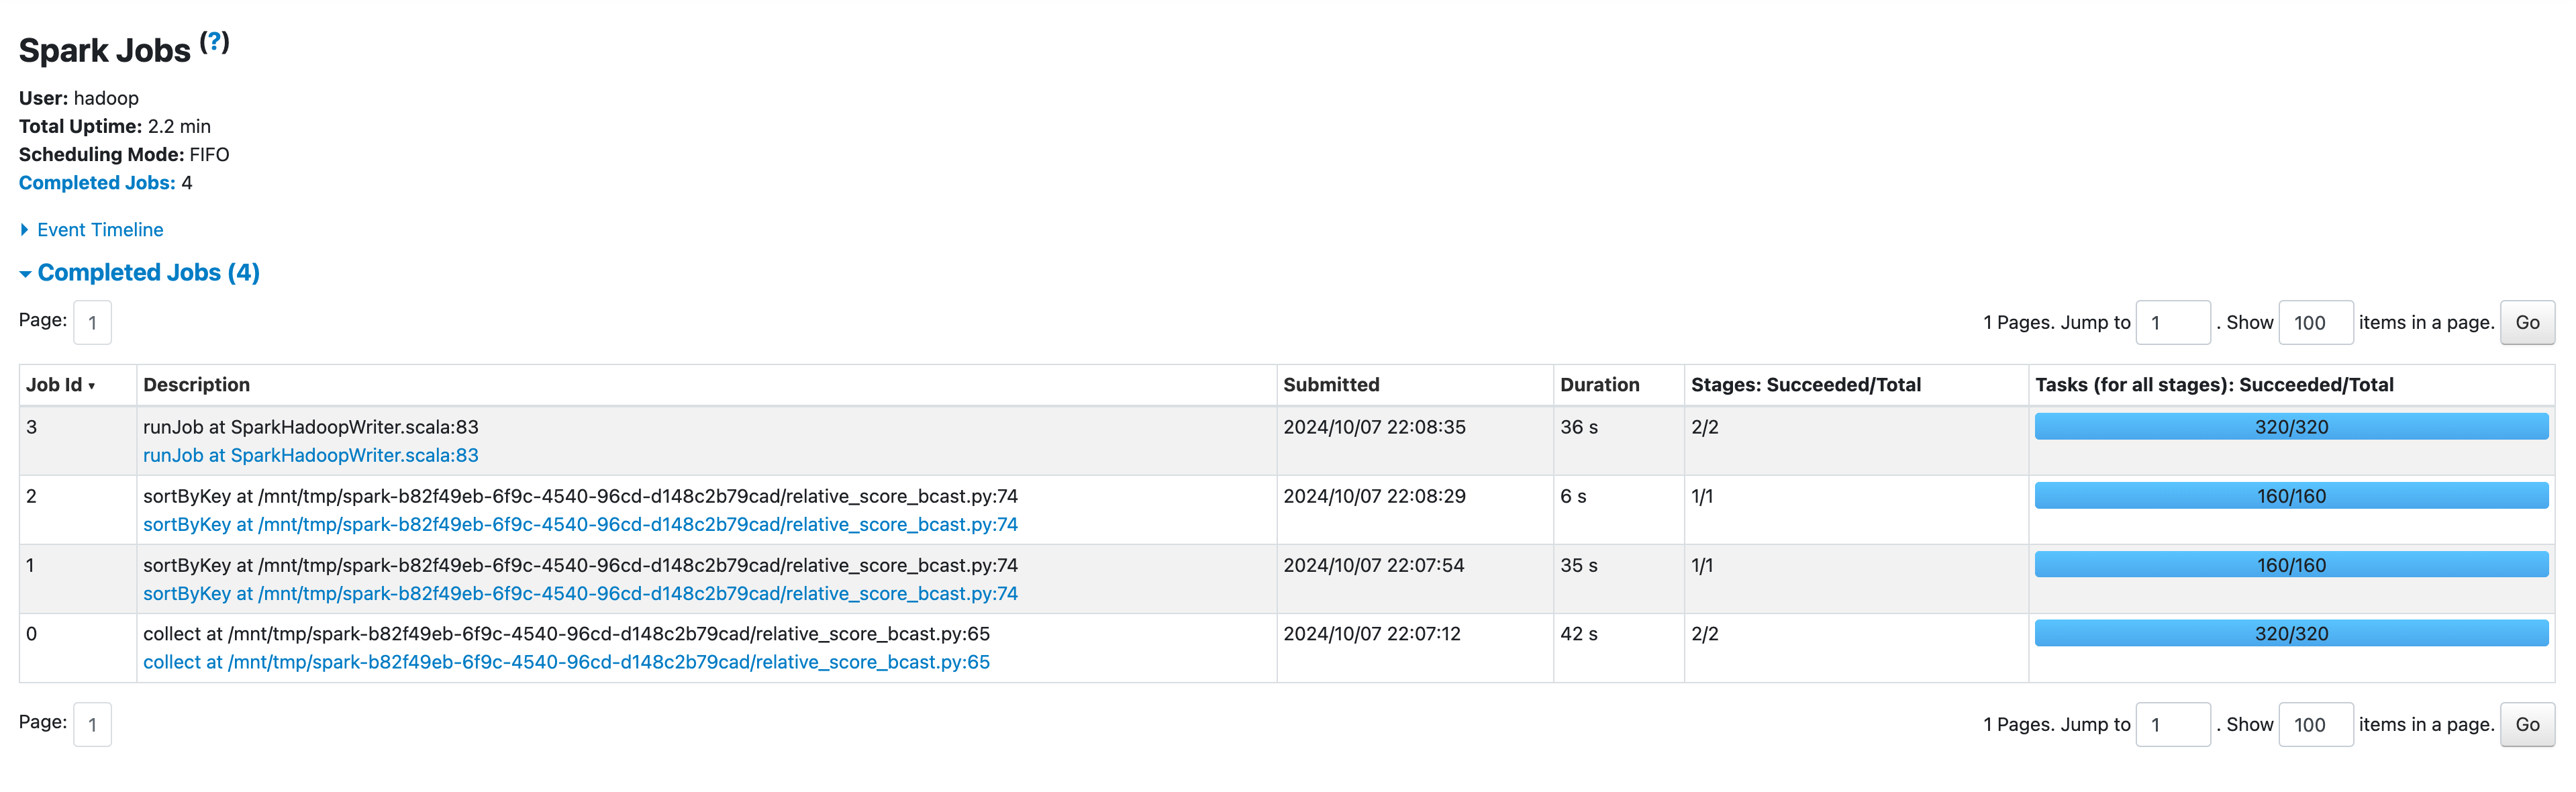 Spark Jobs (?)
User: hadoop
Total Uptime: 2.2 min
Scheduling Mode: FIFO
Completed Jobs: 4
Event Timeline
Completed Jobs (4)
Page: 1
1 Pages. Jump to 1 . Show 100 items in a page. Go
Job Id ▾ Description Submitted Duration Stages: Succeeded/Total Tasks (for all stages): Succeeded/Total
3 runJob at SparkHadoopWriter.scala:83 2024/10/07 22:08:35 36 s 2/2 320/320
runJob at SparkHadoopWriter.scala:83
2 sortByKey at /mnt/tmp/spark-b82f49eb-6f9c-4540-96cd-d148c2b79cad/relative_score_bcast.py:74 2024/10/07 22:08:29 6 s 1/1 160/160
sortByKey at /mnt/tmp/spark-b82f49eb-6f9c-4540-96cd-d148c2b79cad/relative_score_bcast.py:74
1 sortByKey at /mnt/tmp/spark-b82f49eb-6f9c-4540-96cd-d148c2b79cad/relative_score_bcast.py:74 2024/10/07 22:07:54 35 s 1/1 160/160
sortByKey at /mnt/tmp/spark-b82f49eb-6f9c-4540-96cd-d148c2b79cad/relative_score_bcast.py:74
0 collect at /mnt/tmp/spark-b82f49eb-6f9c-4540-96cd-d148c2b79cad/relative_score_bcast.py:65 2024/10/07 22:07:12 42 s 2/2 320/320
collect at /mnt/tmp/spark-b82f49eb-6f9c-4540-96cd-d148c2b79cad/relative_score_bcast.py:65
Page: 1
1 Pages. Jump to 1 . Show 100 items in a page. Go